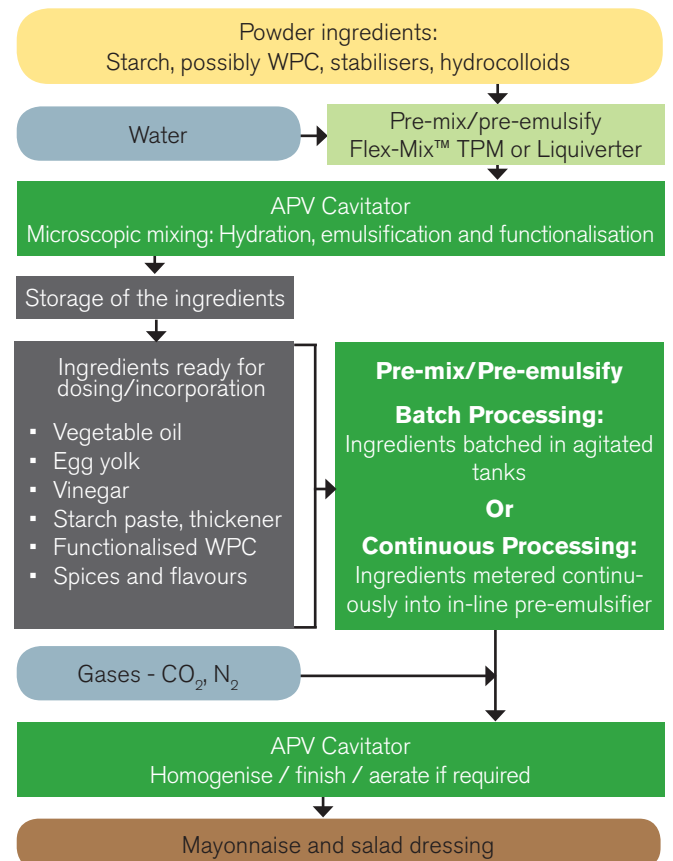 Powder ingredients:
Starch, possibly WPC, stabilisers, hydrocolloids
Water
Pre-mix/pre-emulsify
Flex-Mix™ TPM or Liquiverter
APV Cavitator
Microscopic mixing: Hydration, emulsification and functionalisation
Storage of the ingredients
Ingredients ready for
dosing/incorporation
▪ Vegetable oil
▪ Egg yolk
▪ Vinegar
▪ Starch paste, thickener
▪ Functionalised WPC
▪ Spices and flavours
Pre-mix/Pre-emulsify
Batch Processing:
Ingredients batched in agitated
tanks
Or
Continuous Processing:
Ingredients metered continu-
ously into in-line pre-emulsifier
Gases - CO₂, N₂
APV Cavitator
Homogenise / finish / aerate if required
Mayonnaise and salad dressing